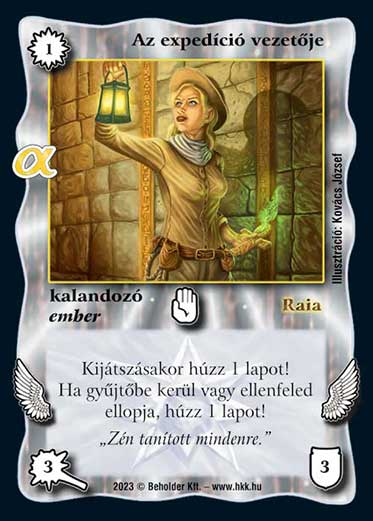 1
Az expedíció vezetője
α
Illusztráció: Kovács József
kalandozó
ember
Raia
Kijátszásakor húzz 1 lapot!
Ha gyűjtőbe kerül vagy ellenfeled
ellopja, húzz 1 lapot!
„Zén tanított mindenre.”
3
3
2023 © Beholder Kft. – www.hkk.hu